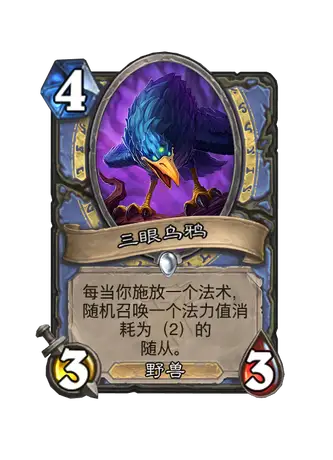 4
三眼乌鸦
每当你施放一个法术，
随机召唤一个法力值消
耗为（2）的
随从。
野兽
3
3